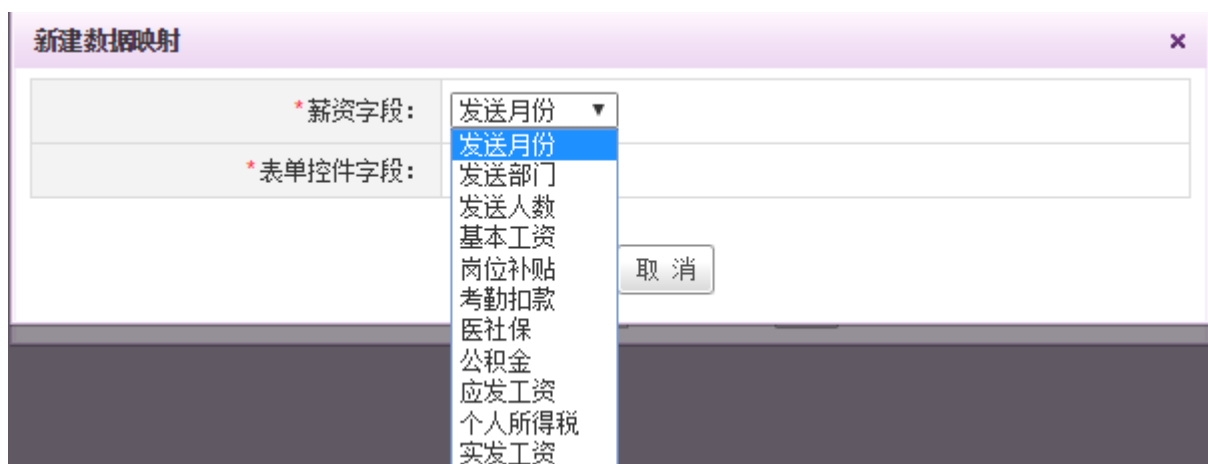 新建数据映射 ×
*薪资字段: 发送月份 ▼
发送月份
*表单控件字段: 发送部门
发送人数
基本工资
岗位补贴 取 消
考勤扣款
医社保
公积金
应发工资
个人所得税
实发工资